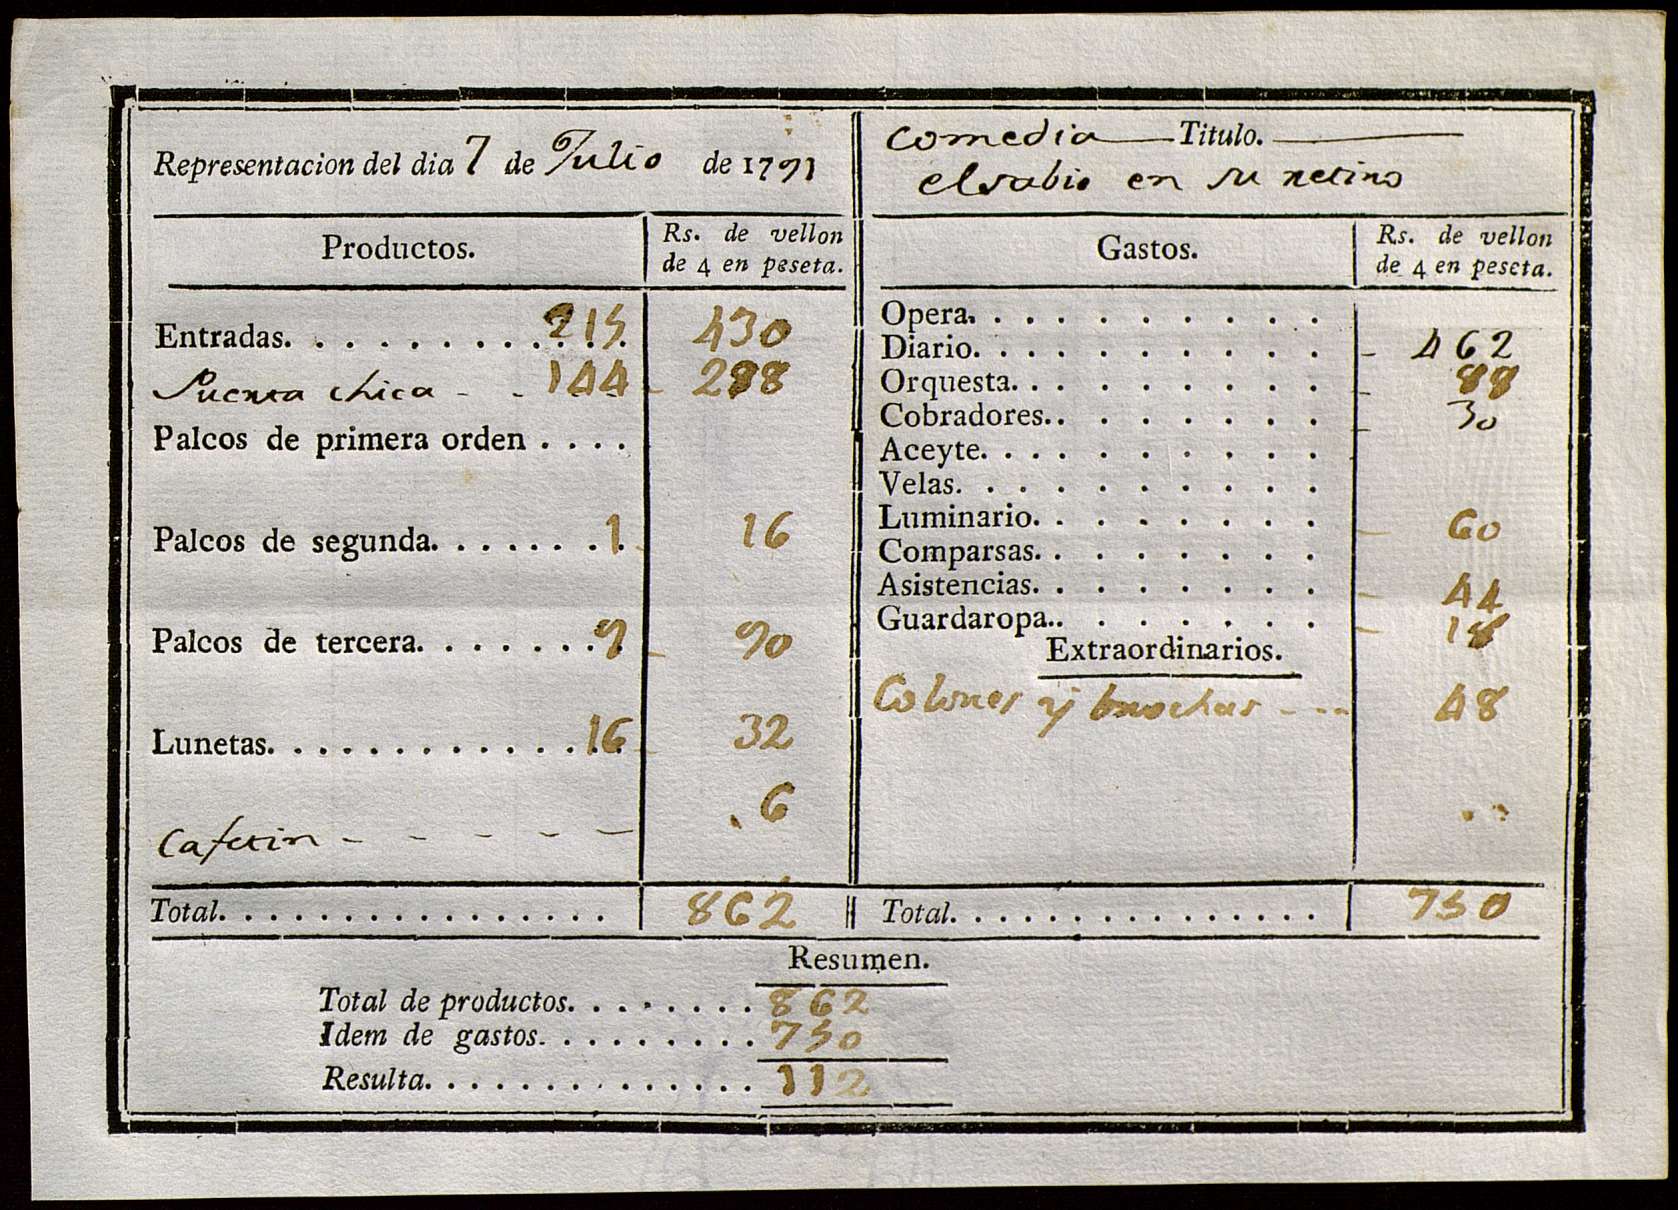 Representacion del dia 7 de Julio de 1791
Comedia Titulo.
el sabio en su retiro
Productos.
Rs. de vellon
de 4 en peseta.
Entradas. . . . . . . . . . . . 215 430
Puerta chica - - 144 - 288
Palcos de primera orden . . . .
Palcos de segunda. . . . . . . . 1 - 16
Palcos de tercera. . . . . . . . 9 - 90
Lunetas. . . . . . . . . . . . . 16 - 32
Cafetin - - - - - - 6
Total. . . . . . . . . . . . . . . . 862
Gastos.
Rs. de vellon
de 4 en peseta.
Opera. . . . . . . . . .
Diario. . . . . . . . . . - 462
Orquesta. . . . . . . . . - 88
Cobradores.. . . . . . . - 30
Aceyte. . . . . . . . . .
Velas. . . . . . . . . .
Luminario. . . . . . . . - 60
Comparsas. . . . . . . .
Asistencias. . . . . . . . - 44
Guardaropa.. . . . . . . - 18
Extraordinarios.
Colores y brochas - - - 48
Total. . . . . . . . . . . . . . . . 750
Resumen.
Total de productos. . . . . . . . 862
Idem de gastos. . . . . . . . . 750
Resulta. . . . . . . . . . . . . . 112